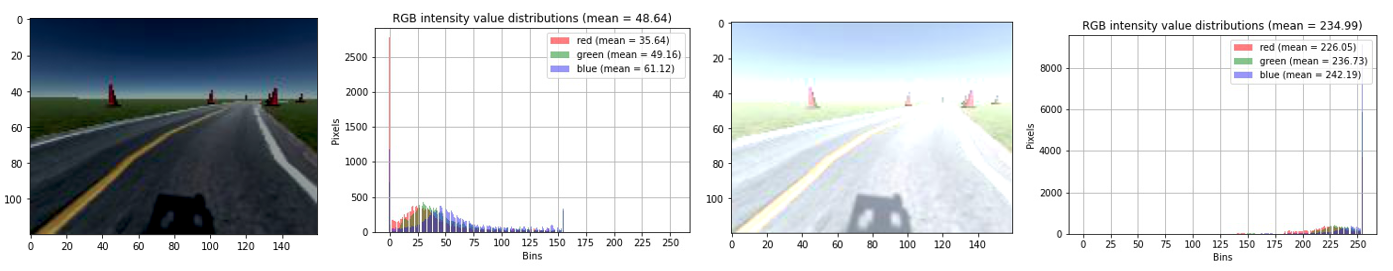 0
20
40
60
80
100
0 20 40 60 80 100 120 140
RGB intensity value distributions (mean = 48.64)
red (mean = 35.64)
green (mean = 49.16)
blue (mean = 61.12)
2500
2000
1500
1000
500
0
Pixels
0 25 50 75 100 125 150 175 200 225 250
Bins
0
20
40
60
80
100
0 20 40 60 80 100 120 140
RGB intensity value distributions (mean = 234.99)
red (mean = 226.05)
green (mean = 236.73)
blue (mean = 242.19)
8000
6000
4000
2000
0
Pixels
0 25 50 75 100 125 150 175 200 225 250
Bins